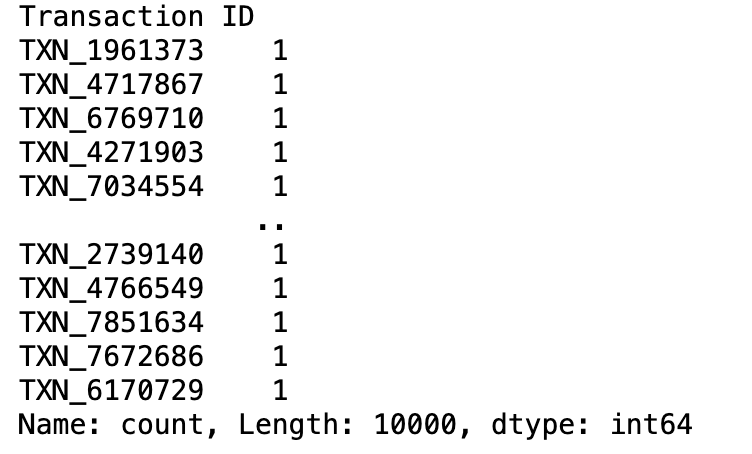 Transaction ID
TXN_1961373    1
TXN_4717867    1
TXN_6769710    1
TXN_4271903    1
TXN_7034554    1
..
TXN_2739140    1
TXN_4766549    1
TXN_7851634    1
TXN_7672686    1
TXN_6170729    1
Name: count, Length: 10000, dtype: int64